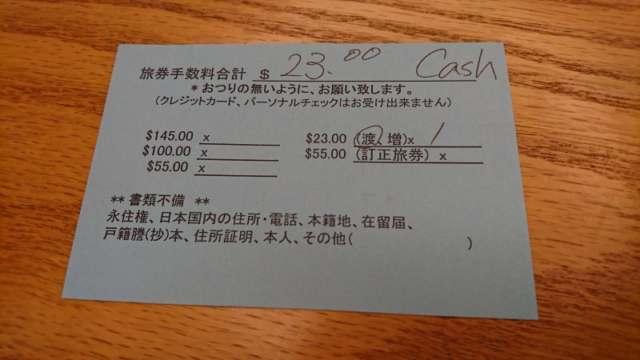 旅券手数料合計 $ 23.00 Cash
* おつりの無いように、お願い致します。
(クレジットカード、パーソナルチェックはお受け出来ません)
$145.00 x
$100.00 x
$55.00 x
$23.00 (渡、増)x 1
$55.00 (訂正旅券) x
** 書類不備 **
永住権、日本国内の住所・電話、本籍地、在留届、
戸籍謄(抄)本、住所証明、本人、その他( )